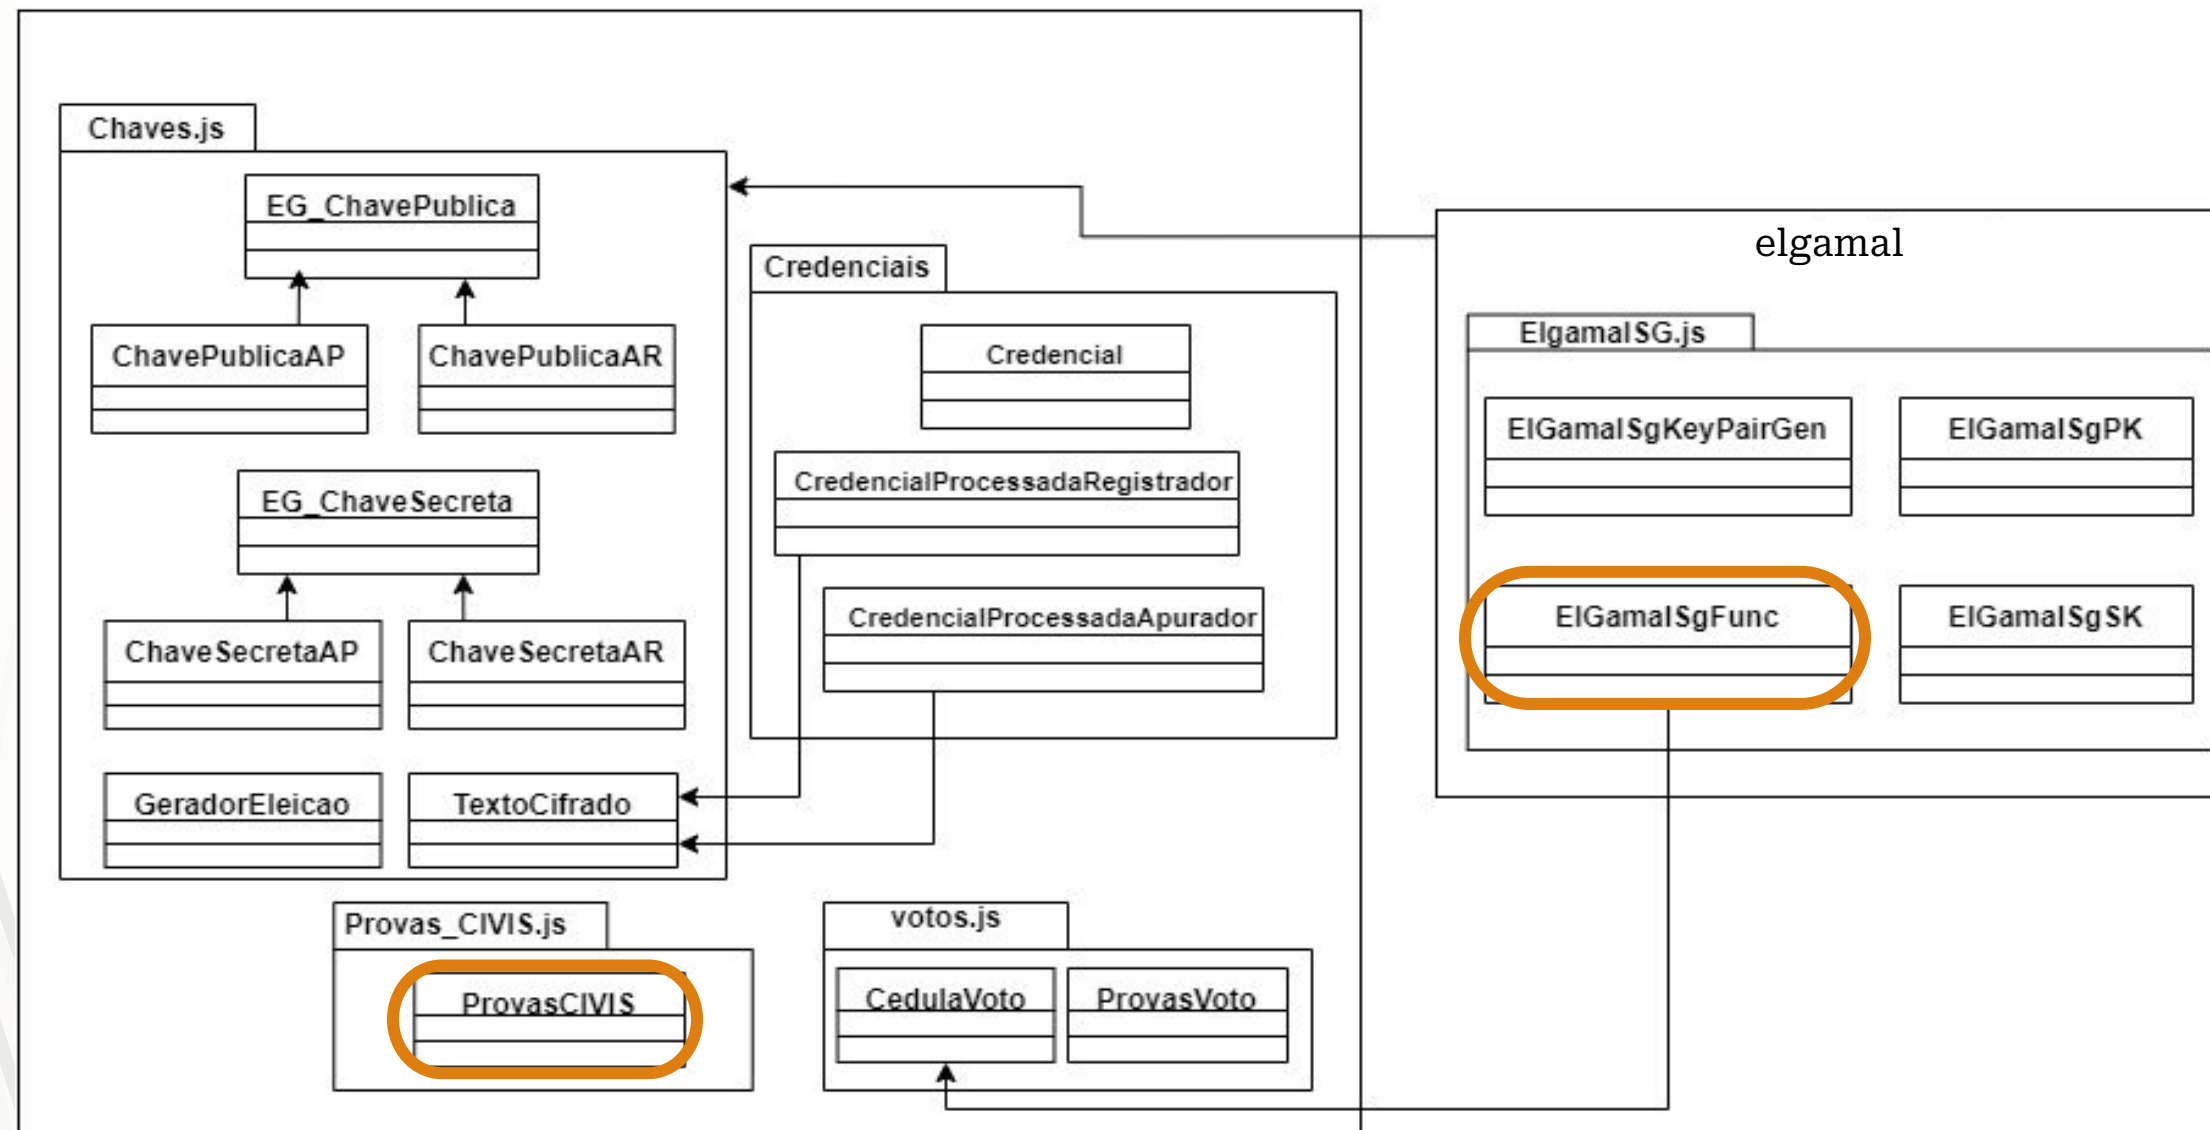 Chaves.js
EG_ChavePublica
ChavePublicaAP
ChavePublicaAR
EG_ChaveSecreta
ChaveSecretaAP
ChaveSecretaAR
GeradorEleicao
TextoCifrado
Credenciais
Credencial
CredencialProcessadaRegistrador
CredencialProcessadaApurador
Provas_CIVIS.js
ProvasCIVIS
votos.js
CedulaVoto
ProvasVoto
elgamal
ElgamalSG.js
ElGamalSgKeyPairGen
ElGamalSgPK
ElGamalSgFunc
ElGamalSgSK